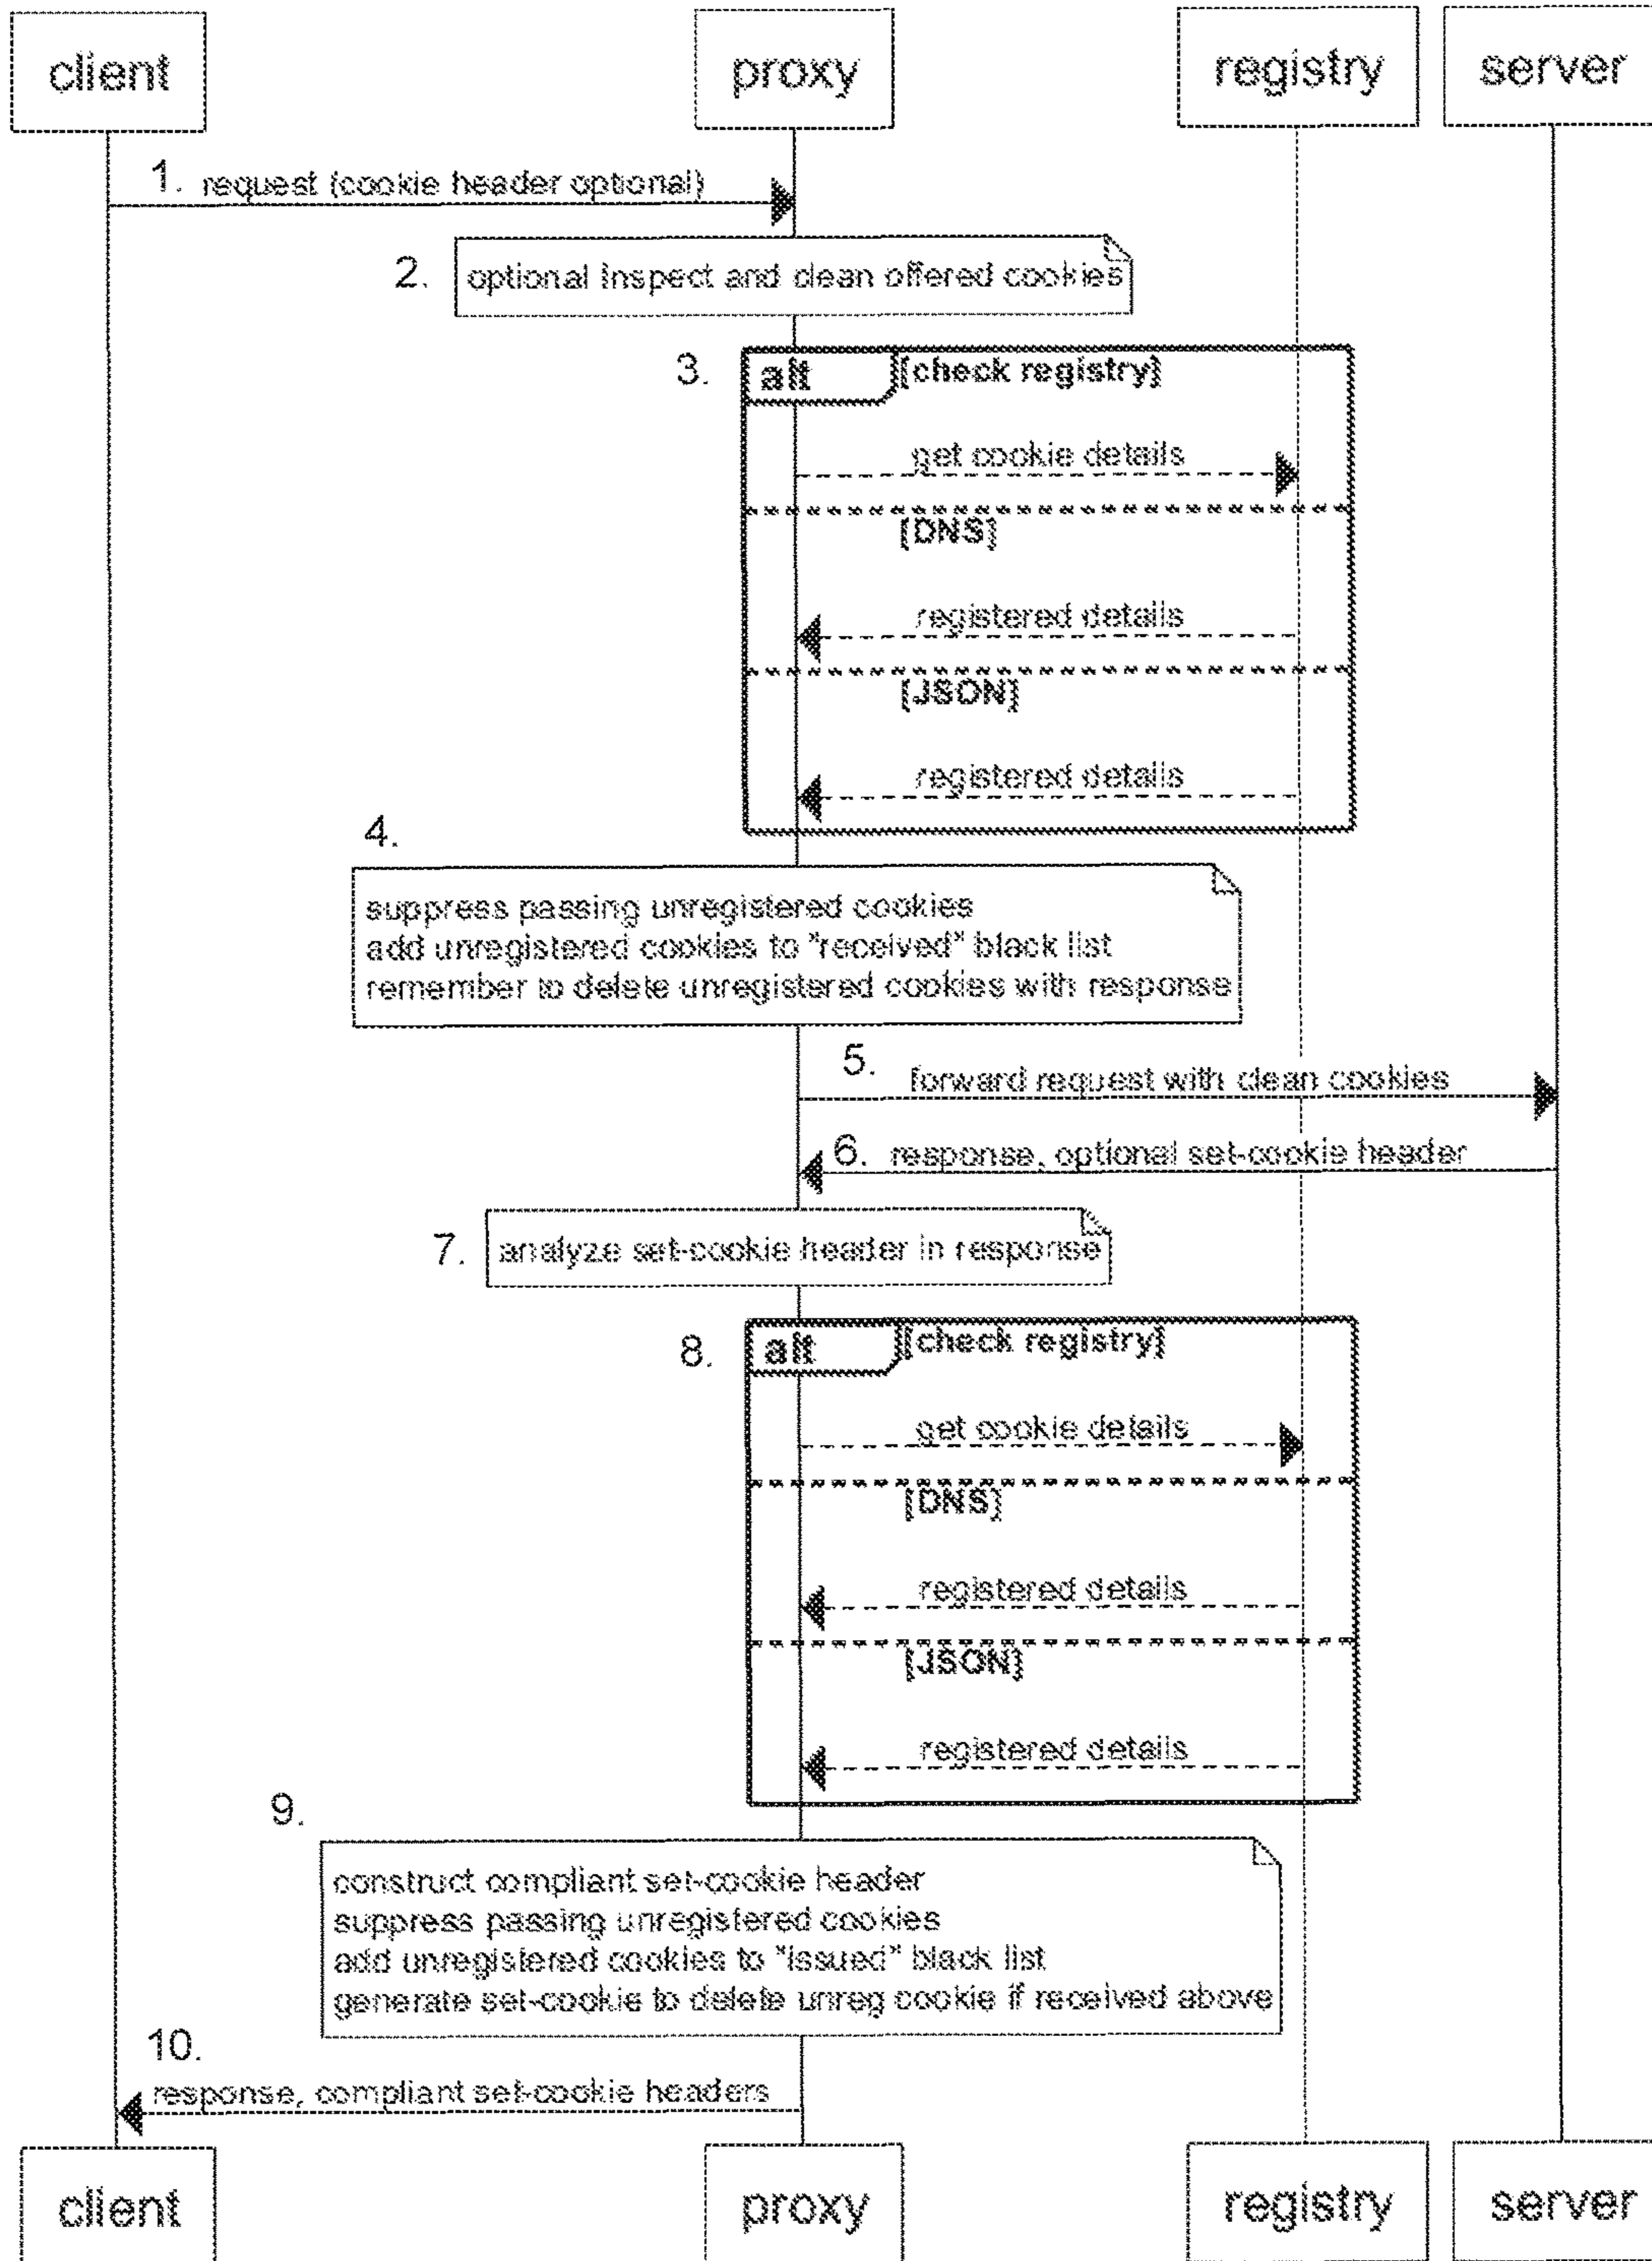 client proxy registry server
1. request (cookie header optional)
2. optional inspect and clean offered cookies
3. alt [check registry]
get cookie details
[DNS]
registered details
[JSON]
registered details
4.
suppress passing unregistered cookies
add unregistered cookies to "received" black list
remember to delete unregistered cookies with response
5. forward request with clean cookies
6. response, optional set-cookie header
7. analyze set-cookie header in response
8. alt [check registry]
get cookie details
[DNS]
registered details
[JSON]
registered details
9.
construct compliant set-cookie header
suppress passing unregistered cookies
add unregistered cookies to "issued" black list
generate set-cookie to delete unreg cookie if received above
10.
response, compliant set-cookie headers
client proxy registry server